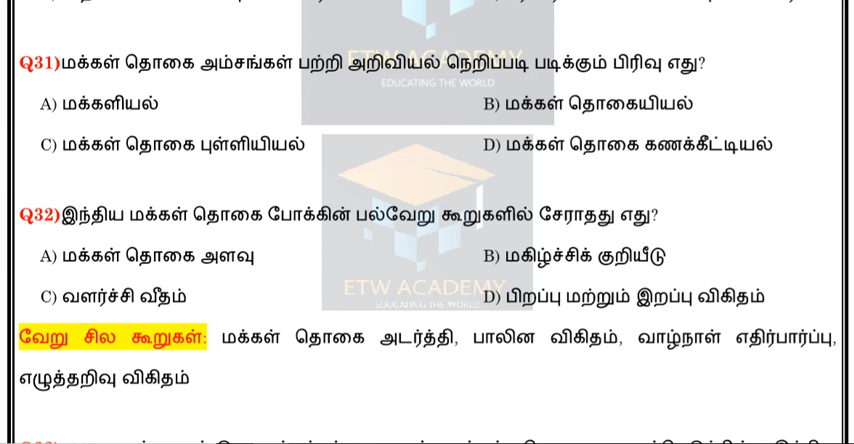 Q31)மக்கள் தொகை அம்சங்கள் பற்றி அறிவியல் நெறிப்படி படிக்கும் பிரிவு எது?
ETW ACADEMY
EDUCATING THE WORLD
A) மக்களியல் B) மக்கள் தொகையியல்
C) மக்கள் தொகை புள்ளியியல் D) மக்கள் தொகை கணக்கீட்டியல்
Q32)இந்திய மக்கள் தொகை போக்கின் பல்வேறு கூறுகளில் சேராதது எது?
A) மக்கள் தொகை அளவு B) மகிழ்ச்சிக் குறியீடு
ETW ACADEMY
C) வளர்ச்சி வீதம் D) பிறப்பு மற்றும் இறப்பு விகிதம்
EDUCATING THE WORLD
வேறு சில கூறுகள்: மக்கள் தொகை அடர்த்தி, பாலின விகிதம், வாழ்நாள் எதிர்பார்ப்பு,
எழுத்தறிவு விகிதம்